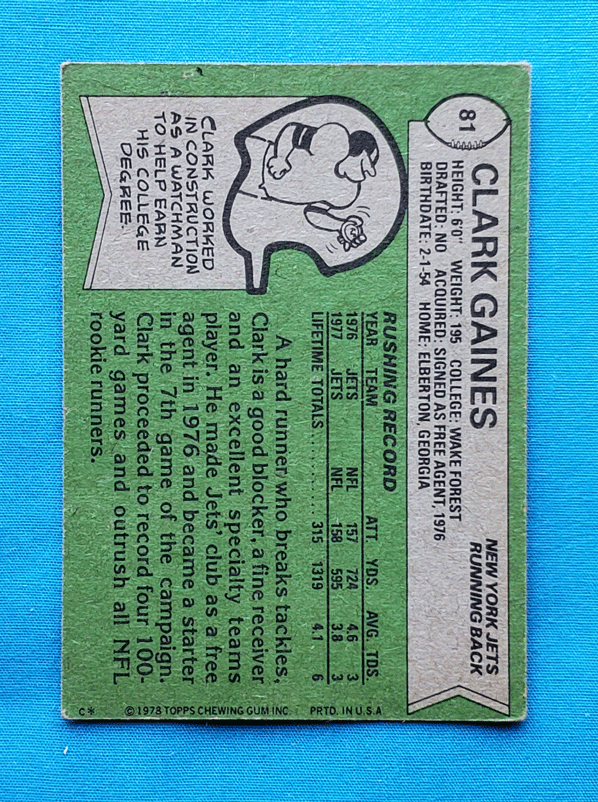 81
CLARK GAINES
NEW YORK JETS
RUNNING BACK
HEIGHT: 6'0" WEIGHT: 195 COLLEGE: WAKE FOREST
DRAFTED: NO ACQUIRED: SIGNED AS FREE AGENT, 1976
BIRTHDATE: 2-1-54 HOME: ELBERTON, GEORGIA
RUSHING RECORD
YEAR TEAM ATT. YDS. AVG. TDS.
1976 JETS NFL 157 724 4.6 3
1977 JETS NFL 158 595 3.8 3
LIFETIME TOTALS............ 315 1319 4.1 6
A hard runner who breaks tackles,
Clark is a good blocker, a fine receiver
and an excellent specialty teams
player. He made Jets' club as a free
agent in 1976 and became a starter
in the 7th game of the campaign.
Clark proceeded to record four 100-
yard games and outrush all NFL
rookie runners.
CLARK WORKED
IN CONSTRUCTION
AS A WATCHMAN
TO HELP EARN
HIS COLLEGE
DEGREE.
C* © 1978 TOPPS CHEWING GUM INC. PRTD. IN U.S.A